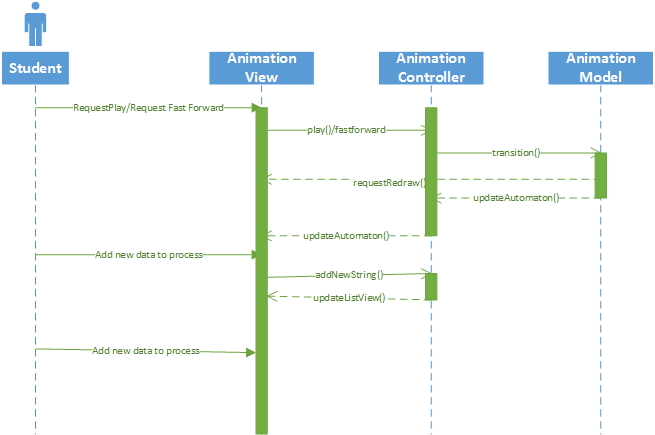 Student
Animation
View
Animation
Controller
Animation
Model
RequestPlay/Request Fast Forward
play()/fastforward
transition()
requestRedraw()
updateAutomaton()
updateAutomaton()
Add new data to process
addNewString()
updateListView()
Add new data to process